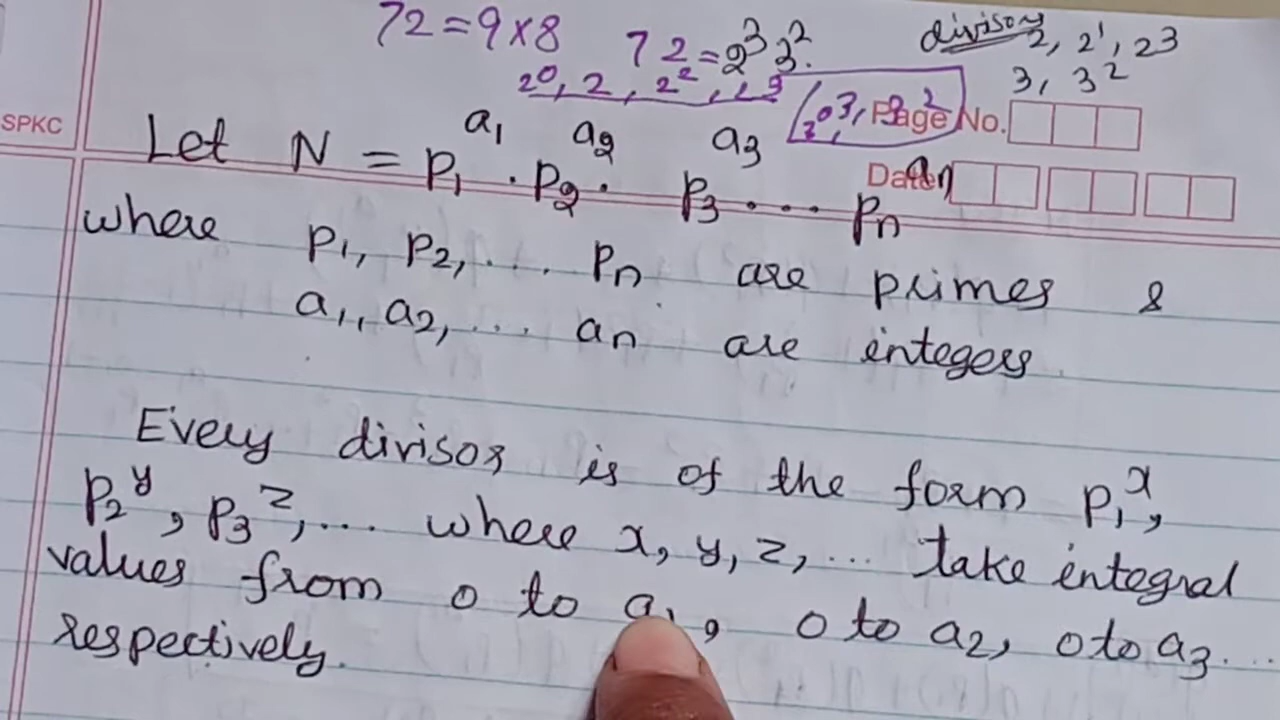 72 = 9 x 8
72 = 2³ 3².
divisors 2, 2¹, 2³
3, 3²
2⁰, 2, 2², 2³
3⁰, 3, 3²
SPKC
Page No.
Date
Let N = p₁^a₁ . p₂^a₂ . p₃^a₃ .... pₙ^aₙ
where p₁, p₂, .... pₙ are primes &
a₁, a₂, ... aₙ are integers.
Every divisor is of the form p₁^x,
p₂^y, p₃^z, ... where x, y, z, ... take integral
values from 0 to a₁, 0 to a₂, 0 to a₃ ...
respectively.